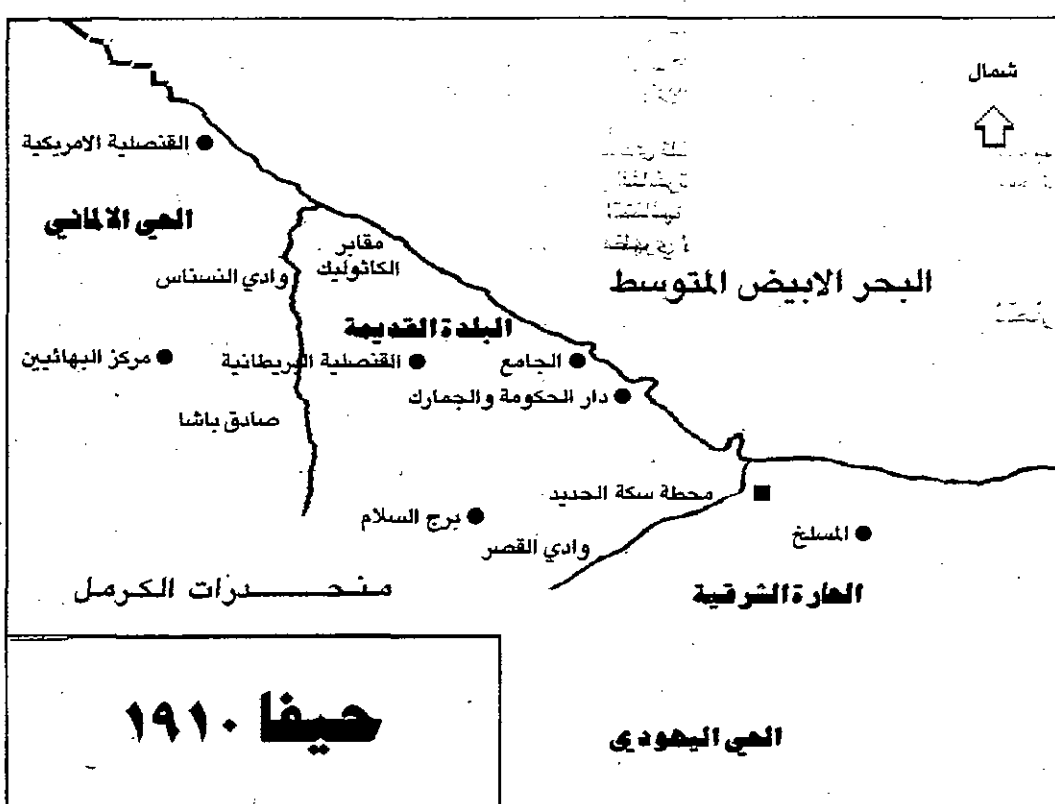 شمال
القنصلية الامريكية
الحي الالماني
مقابر
الكاثوليك
وادي النسناس
البحر الابيض المتوسط
البلدة القديمة
مركز البهائيين
القنصلية البريطانية
الجامع
دار الحكومة والجمارك
صادق باشا
محطة سكة الحديد
برج السلام
وادي القصر
المسلخ
منحدرات الكرمل
الحارة الشرقية
حيفا ١٩١٠
الحي اليهودي